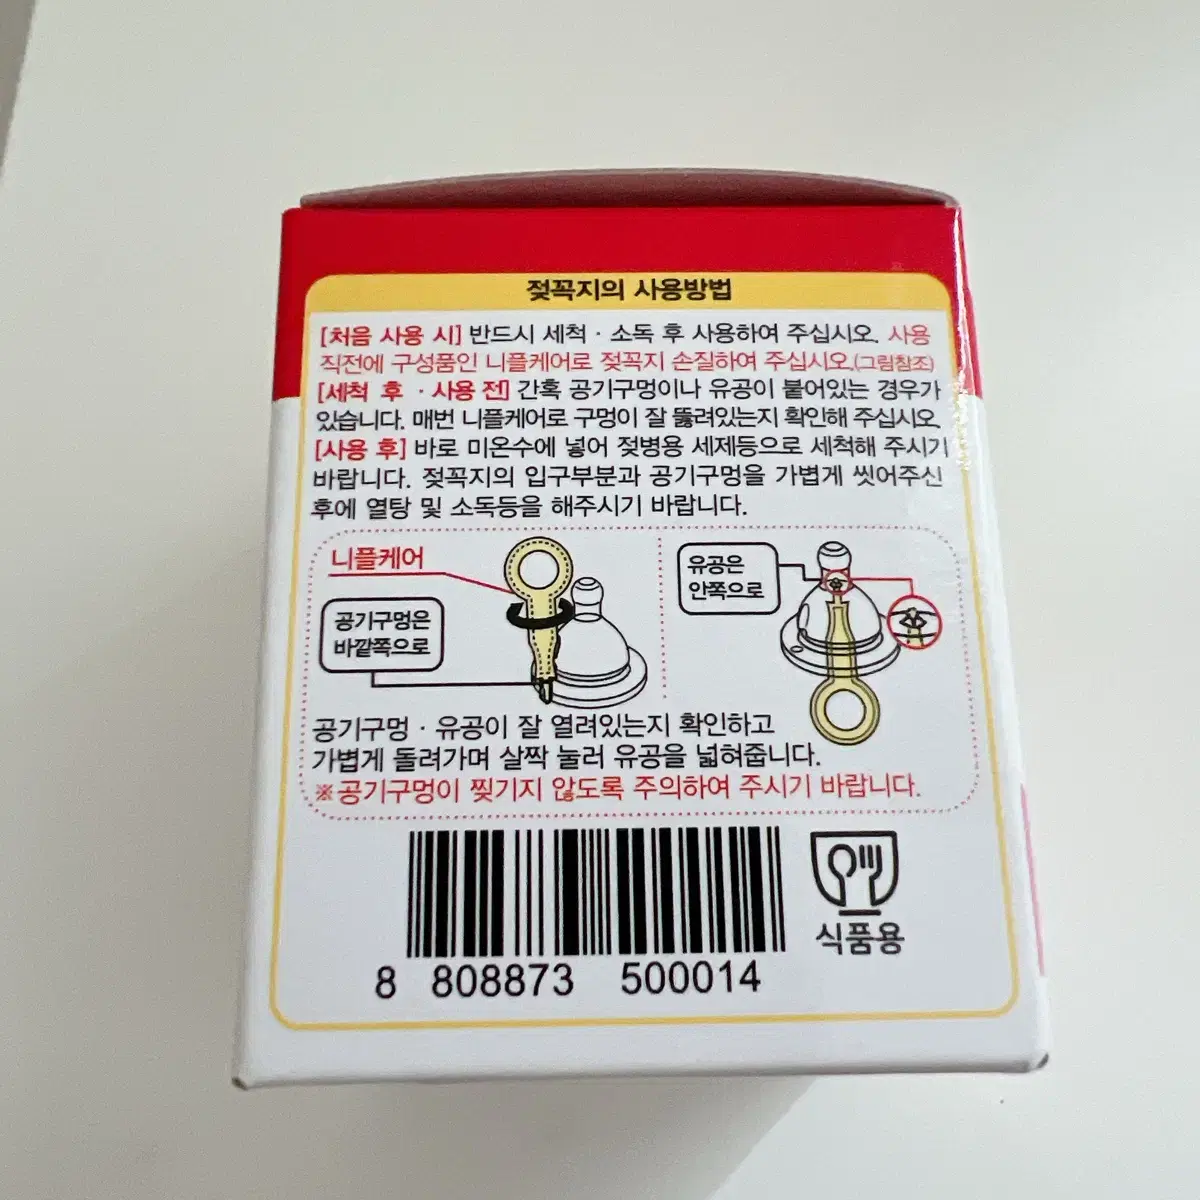 젖꼭지의 사용방법
[처음 사용 시] 반드시 세척 · 소독 후 사용하여 주십시오. 사용
직전에 구성품인 니플케어로 젖꼭지 손질하여 주십시오.(그림참조)
[세척 후 · 사용 전] 간혹 공기구멍이나 유공이 붙어있는 경우가
있습니다. 매번 니플케어로 구멍이 잘 뚫려있는지 확인해 주십시오.
[사용 후] 바로 미온수에 넣어 젖병용 세제등으로 세척해 주시기
바랍니다. 젖꼭지의 입구부분과 공기구멍을 가볍게 씻어주신
후에 열탕 및 소독등을 해주시기 바랍니다.
니플케어
공기구멍은
바깥쪽으로
유공은
안쪽으로
공기구멍 · 유공이 잘 열려있는지 확인하고
가볍게 돌려가며 살짝 눌러 유공을 넓혀줍니다.
※공기구멍이 찢기지 않도록 주의하여 주시기 바랍니다.
8 808873 500014
식품용